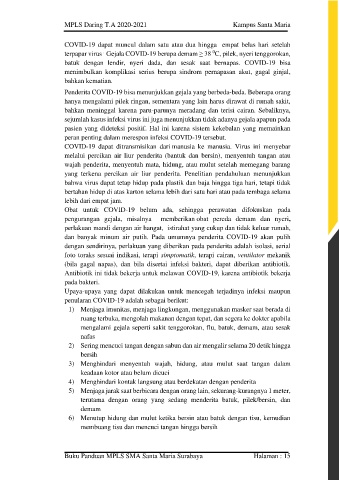 MPLS Daring T.A 2020-2021 Kampus Santa Maria
COVID-19 dapat muncul dalam satu atau dua hingga empat belas hari setelah
terpapar virus Gejala COVID-19 berupa demam ≥ 38 ⁰C, pilek, nyeri tenggorokan,
batuk dengan lendir, nyeri dada, dan sesak saat bernapas. COVID-19 bisa
menimbulkan komplikasi serius berupa sindrom pernapasan akut, gagal ginjal,
bahkan kematian.
Penderita COVID-19 bisa menunjukkan gejala yang berbeda-beda. Beberapa orang
hanya mengalami pilek ringan, sementara yang lain harus dirawat di rumah sakit,
bahkan meninggal karena paru-parunya meradang dan terisi cairan. Sebaliknya,
sejumlah kasus infeksi virus ini juga menunjukkan tidak adanya gejala apapun pada
pasien yang dideteksi positif. Hal ini karena sistem kekebalan yang memainkan
peran penting dalam merespon infeksi COVID-19 tersebut.
COVID-19 dapat ditransmisikan dari manusia ke manusia. Virus ini menyebar
melalui percikan air liur penderita (bantuk dan bersin), menyentuh tangan atau
wajah penderita, menyentuh mata, hidung, atau mulut setelah memegang barang
yang terkena percikan air liur penderita. Penelitian pendahuluan menunjukkan
bahwa virus dapat tetap hidup pada plastik dan baja hingga tiga hari, tetapi tidak
bertahan hidup di atas karton selama lebih dari satu hari atau pada tembaga selama
lebih dari empat jam.
Obat untuk COVID-19 belum ada, sehingga perawatan difokuskan pada
pengurangan gejala, misalnya memberikan obat pereda demam dan nyeri,
perlakuan mandi dengan air hangat, istirahat yang cukup dan tidak keluar rumah,
dan banyak minum air putih. Pada umumnya penderita COVID-19 akan pulih
dengan sendirinya, perlakuan yang diberikan pada penderita adalah isolasi, serial
foto toraks sesuai indikasi, terapi simptomatik, terapi cairan, ventilator mekanik
(bila gagal napas), dan bila disertai infeksi bakteri, dapat diberikan antibiotik.
Antibiotik ini tidak bekerja untuk melawan COVID-19, karena antibiotik bekerja
pada bakteri.
Upaya-upaya yang dapat dilakukan untuk mencegah terjadinya infeksi maupun
penularan COVID-19 adalah sebagai berikut:
1) Menjaga imunitas, menjaga lingkungan, menggunakan masker saat berada di
ruang terbuka, mengolah makanan dengan tepat, dan segera ke dokter apabila
mengalami gejala seperti sakit tenggorokan, flu, batuk, demam, atau sesak
nafas
2) Sering mencuci tangan dengan sabun dan air mengalir selama 20 detik hingga
bersih
3) Menghindari menyentuh wajah, hidung, atau mulut saat tangan dalam
keadaan kotor atau belum dicuci
4) Menghindari kontak langsung atau berdekatan dengan penderita
5) Menjaga jarak saat berbicara dengan orang lain, sekurang-kurangnya 1 meter,
terutama dengan orang yang sedang menderita batuk, pilek/bersin, dan
demam
6) Menutup hidung dan mulut ketika bersin atau batuk dengan tisu, kemudian
membuang tisu dan mencuci tangan hingga bersih
Buku Panduan MPLS SMA Santa Maria Surabaya Halaman : 15